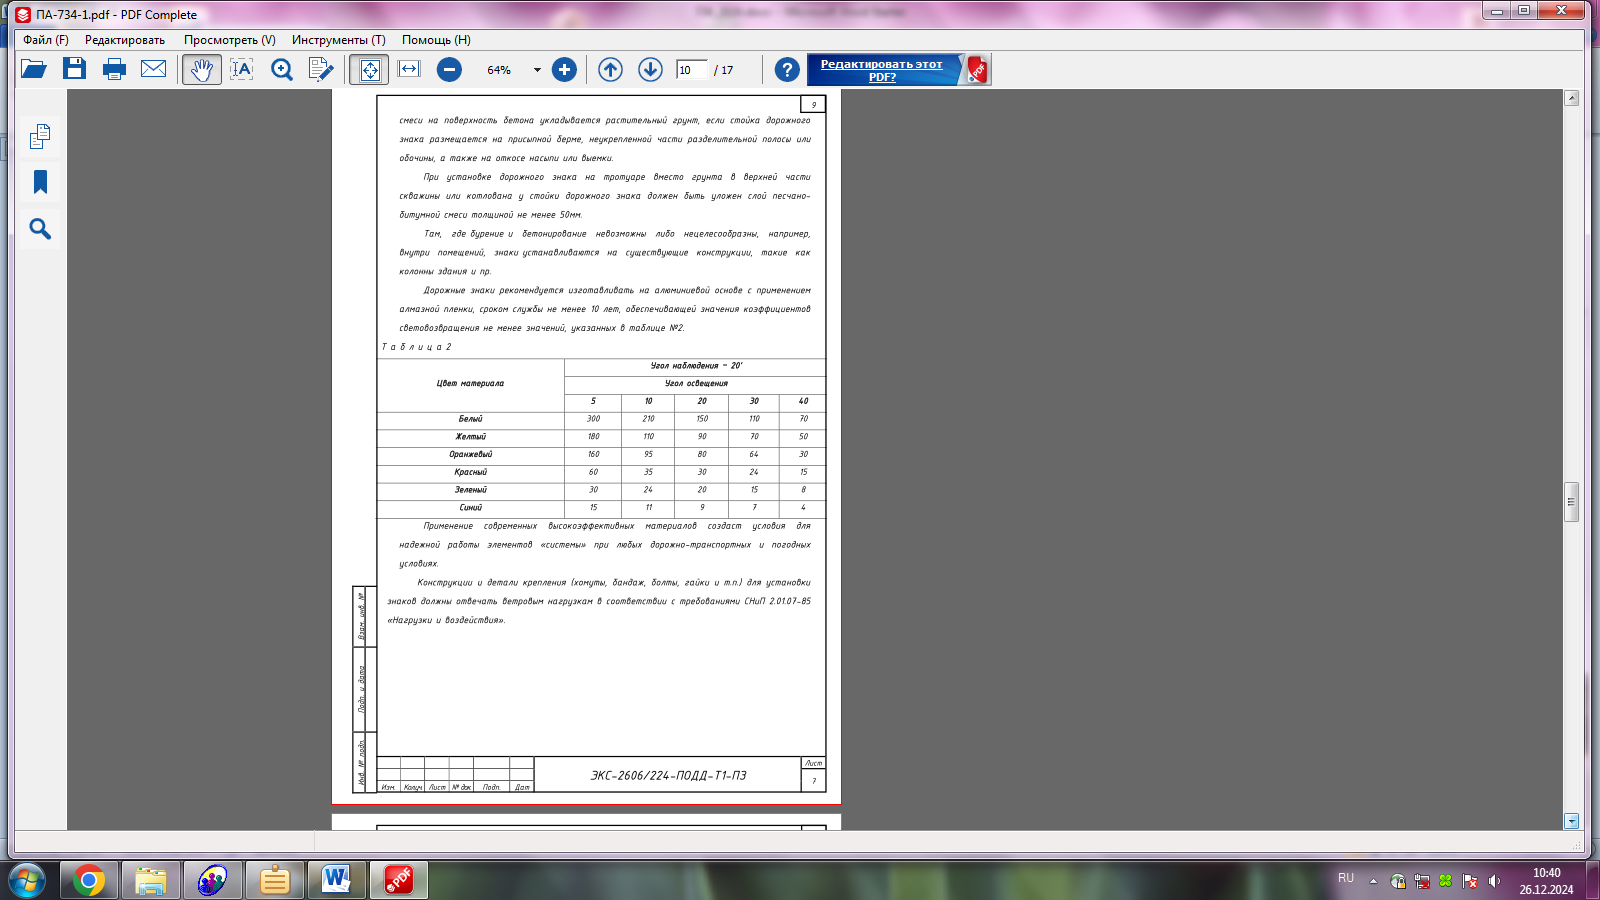 ПА-734-1.pdf - PDF Complete
Файл (F) Редактировать Просмотреть (V) Инструменты (T) Помощь (H)
64% 10 / 17 Редактировать этот
PDF?
PDF
9
смеси на поверхность бетона укладывается растительный грунт, если стойка дорожного
знака размещается на присыпной берме, неукрепленной части разделительной полосы или
обочины, а также на откосе насыпи или выемки.
При установке дорожного знака на тротуаре вместо грунта в верхней части
скважины или котлована у стойки дорожного знака должен быть уложен слой песчано-
битумной смеси толщиной не менее 50мм.
Там, где бурение и бетонирование невозможны либо нецелесообразны, например,
внутри помещений, знаки устанавливаются на существующие конструкции, такие как
колонны здания и пр.
Дорожные знаки рекомендуется изготавливать на алюминиевой основе с применением
алмазной пленки, сроком службы не менее 10 лет, обеспечивающей значения коэффициентов
световозвращения не менее значений, указанных в таблице №2.
Таблица2
Цвет материала Угол наблюдения – 20'
Угол освещения
5 10 20 30 40
Белый 300 210 150 110 70
Желтый 180 110 90 70 50
Оранжевый 160 95 80 64 30
Красный 60 35 30 24 15
Зеленый 30 24 20 15 8
Синий 15 11 9 7 4
Применение современных высокоэффективных материалов создаст условия для
надежной работы элементов «системы» при любых дорожно-транспортных и погодных
условиях.
Конструкции и детали крепления (хомуты, бандаж, болты, гайки и т.п.) для установки
знаков должны отвечать ветровым нагрузкам в соответствии с требованиями СНиП 2.01.07-85
«Нагрузки и воздействия».
Взам. инв. №
Подп. и дата
Инв. № подп.
Изм. Колуч Лист № док Подп. Дат
ЭКС-2606/224-ПОДД-Т1-ПЗ
Лист
7
PDF
RU
10:40
26.12.2024